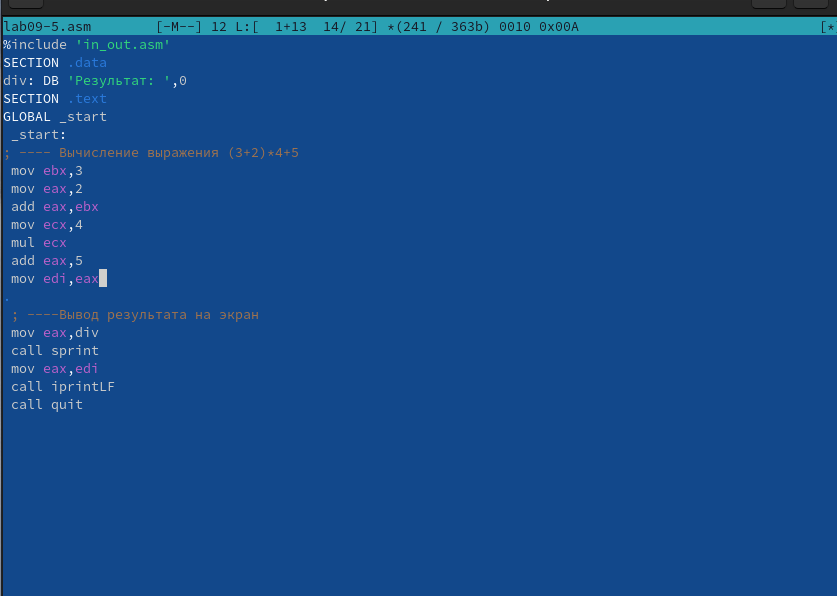 lab09-5.asm [-M--] 12 L:[ 1+13 14/ 21] *(241 / 363b) 0010 0x00A [*
%include 'in_out.asm'
SECTION .data
div: DB 'Результат: ',0
SECTION .text
GLOBAL _start
_start:
; ---- Вычисление выражения (3+2)*4+5
mov ebx,3
mov eax,2
add eax,ebx
mov ecx,4
mul ecx
add eax,5
mov edi,eax
.
; ----Вывод результата на экран
mov eax,div
call sprint
mov eax,edi
call iprintLF
call quit